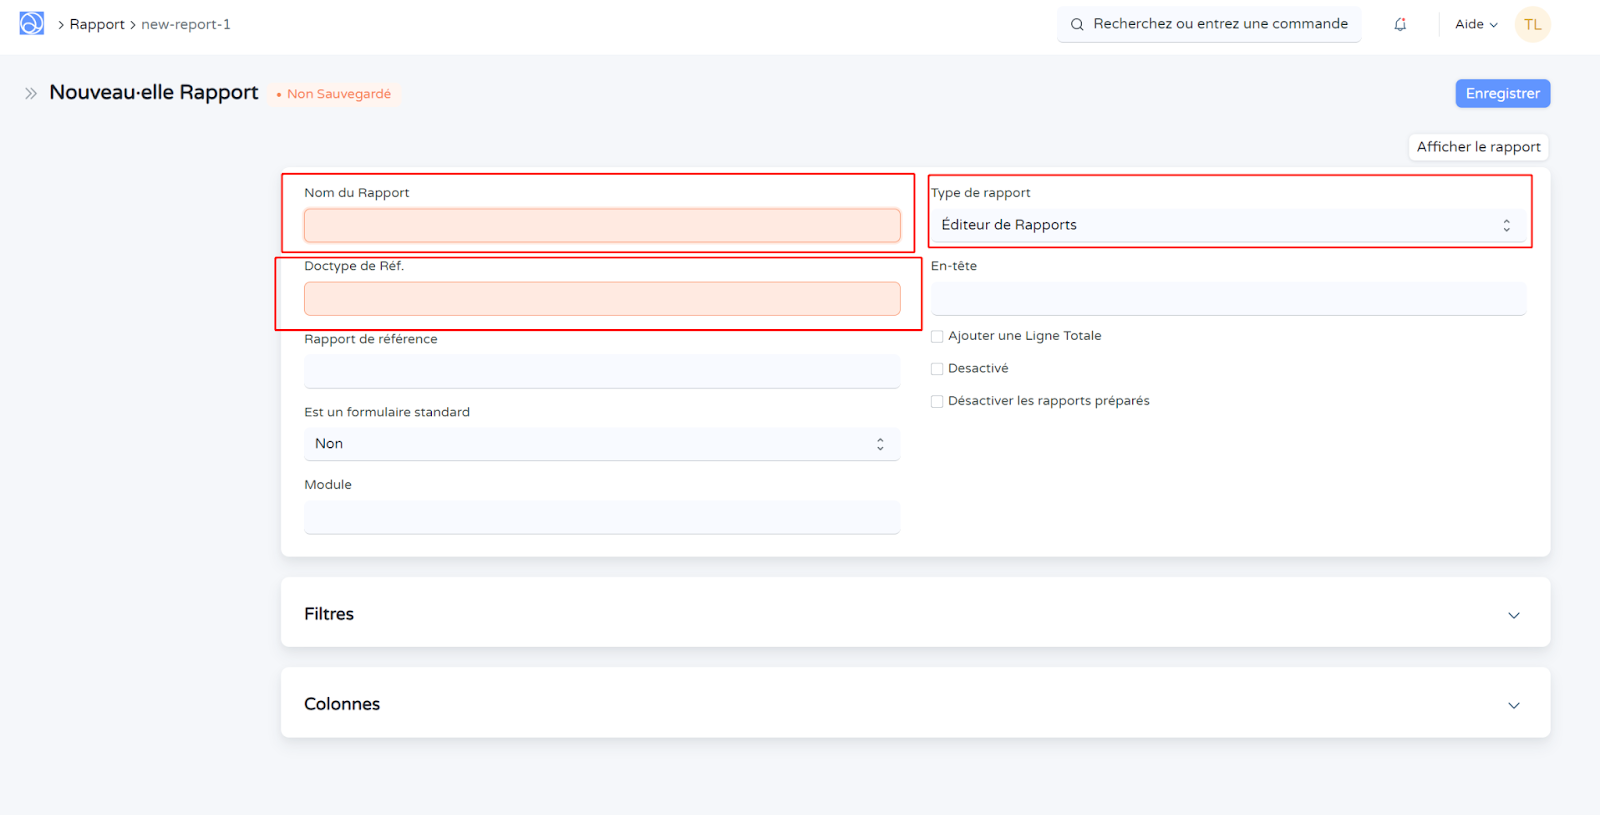 Rapport new-report-1
Recherchez ou entrez une commande
Aide
TL
Nouveau·elle Rapport
Non Sauvegardé
Enregistrer
Afficher le rapport
Nom du Rapport
Type de rapport
Éditeur de Rapports
Doctype de Réf.
En-tête
Rapport de référence
Ajouter une Ligne Totale
Desactivé
Désactiver les rapports préparés
Est un formulaire standard
Non
Module
Filtres
Colonnes